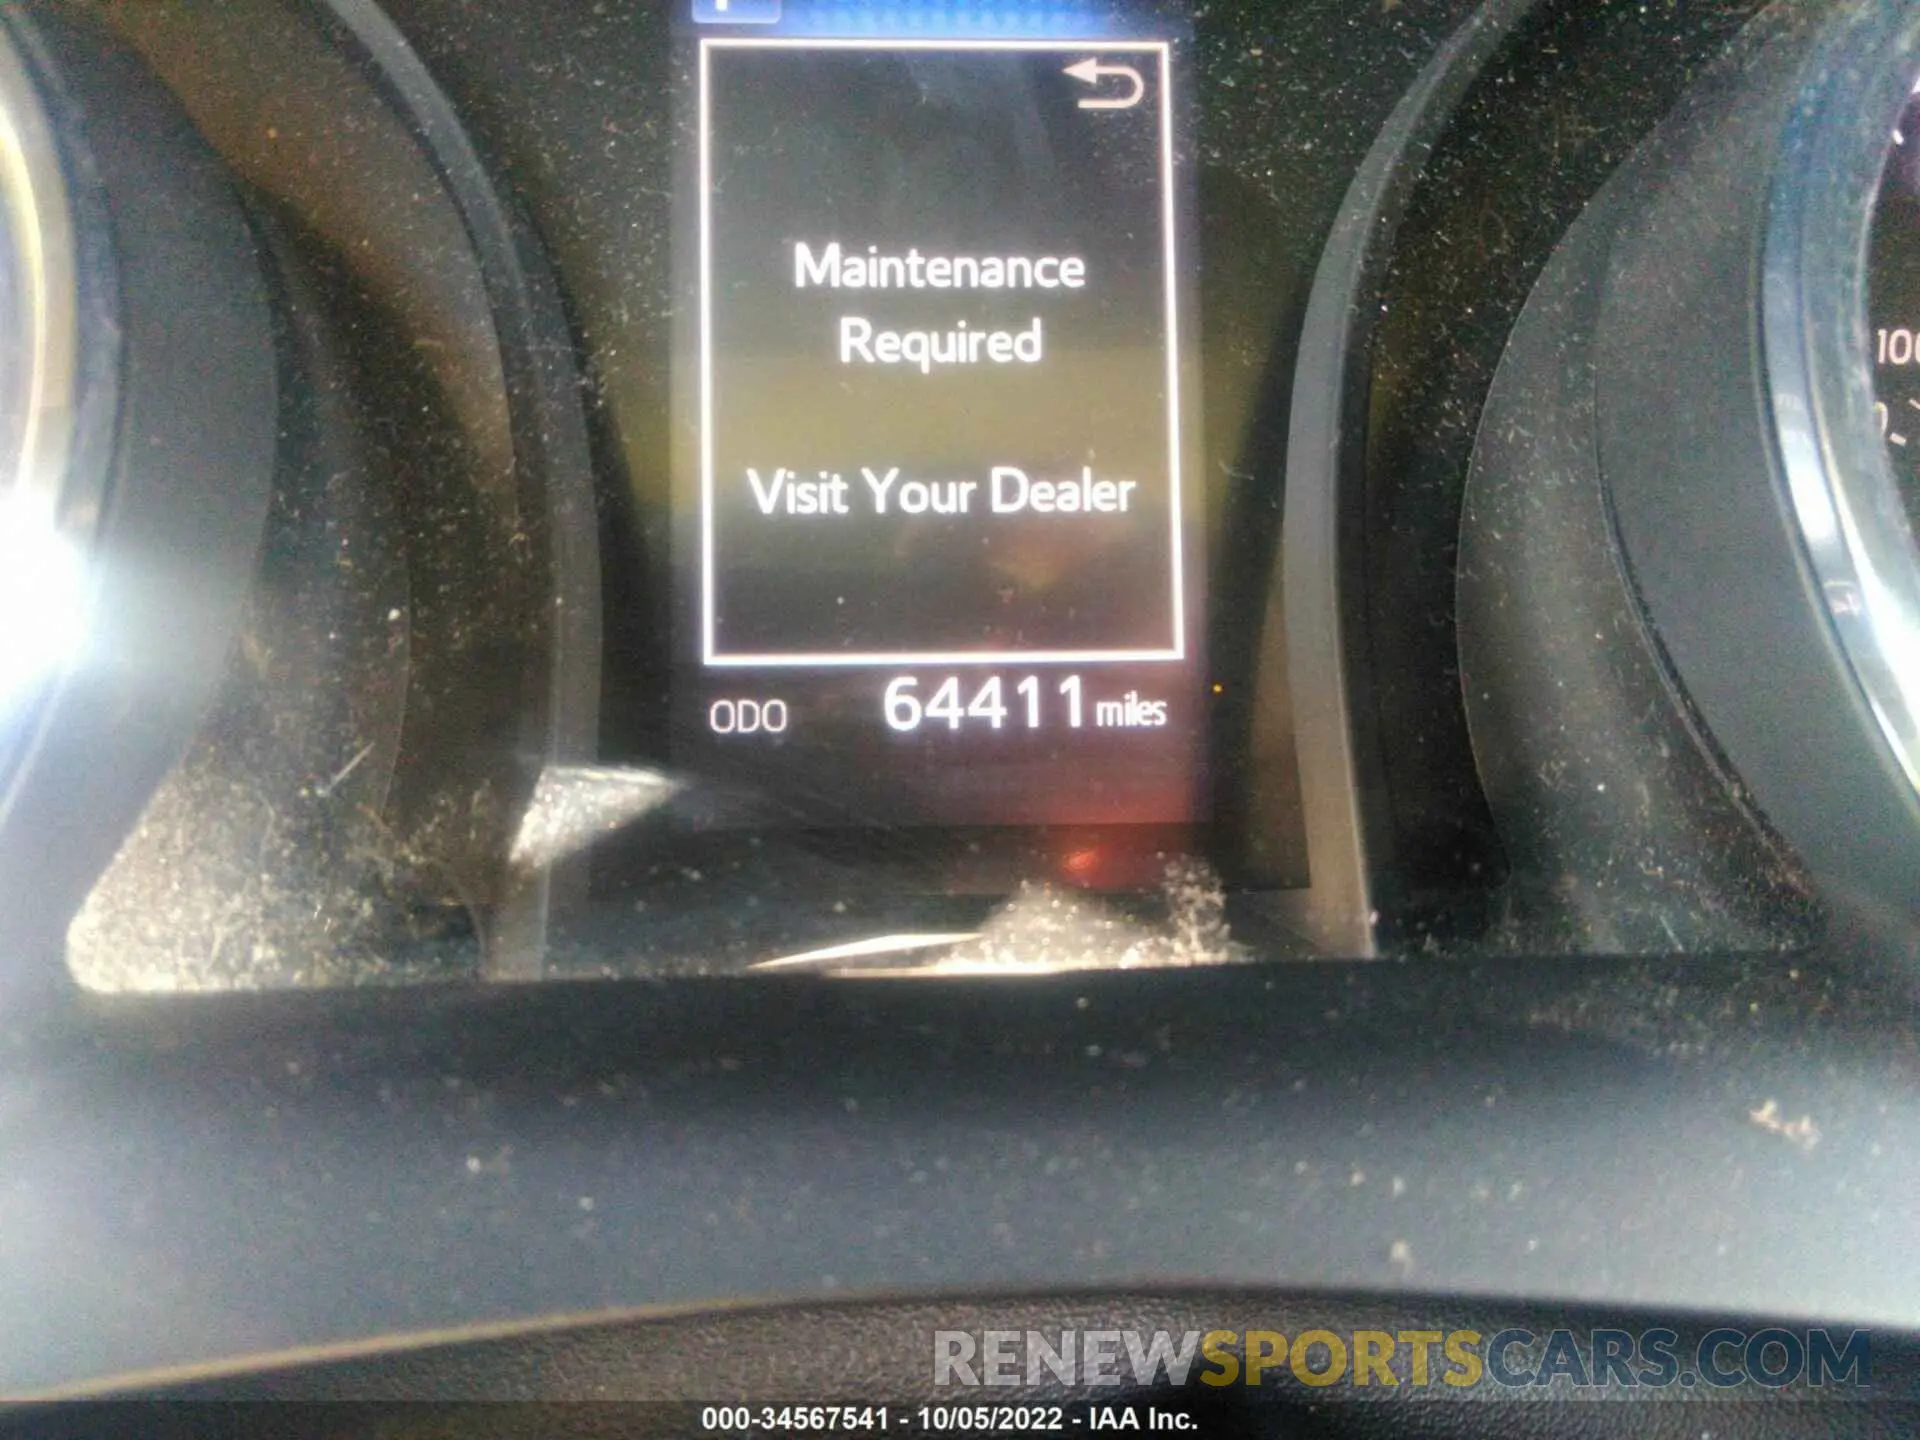 Maintenance
Required
Visit Your Dealer
ODO 64411 miles
RENEWSPORTSCARS.COM
000-34567541 - 10/05/2022 - IAA Inc.